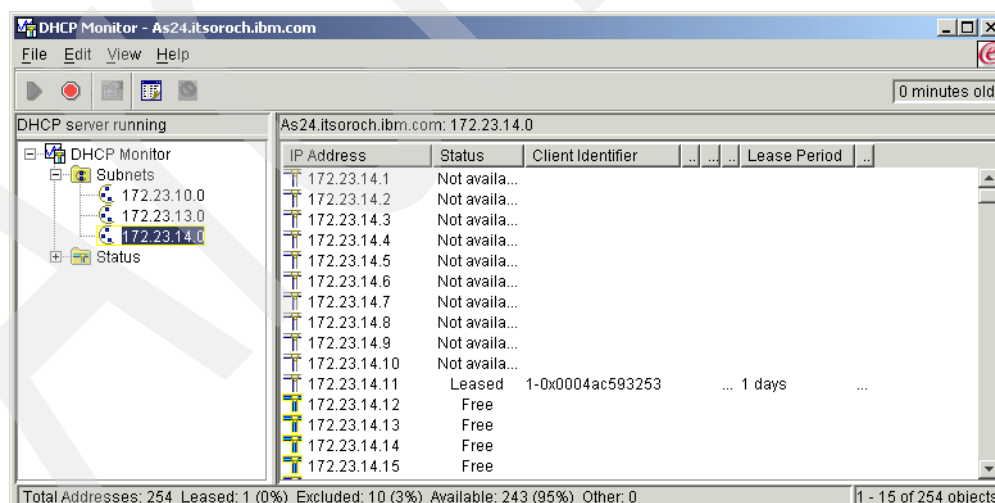 DHCP Monitor - As24.itsoroch.ibm.com
File Edit View Help
0 minutes old
DHCP server running
As24.itsoroch.ibm.com: 172.23.14.0
DHCP Monitor
Subnets
172.23.10.0
172.23.13.0
172.23.14.0
Status
IP Address Status Client Identifier .. ... .. Lease Period ..
172.23.14.1 Not availa...
172.23.14.2 Not availa...
172.23.14.3 Not availa...
172.23.14.4 Not availa...
172.23.14.5 Not availa...
172.23.14.6 Not availa...
172.23.14.7 Not availa...
172.23.14.8 Not availa...
172.23.14.9 Not availa...
172.23.14.10 Not availa...
172.23.14.11 Leased 1-0x0004ac593253 ... 1 days ...
172.23.14.12 Free
172.23.14.13 Free
172.23.14.14 Free
172.23.14.15 Free
Total Addresses: 254 Leased: 1 (0%) Excluded: 10 (3%) Available: 243 (95%) Other: 0
1 - 15 of 254 objects